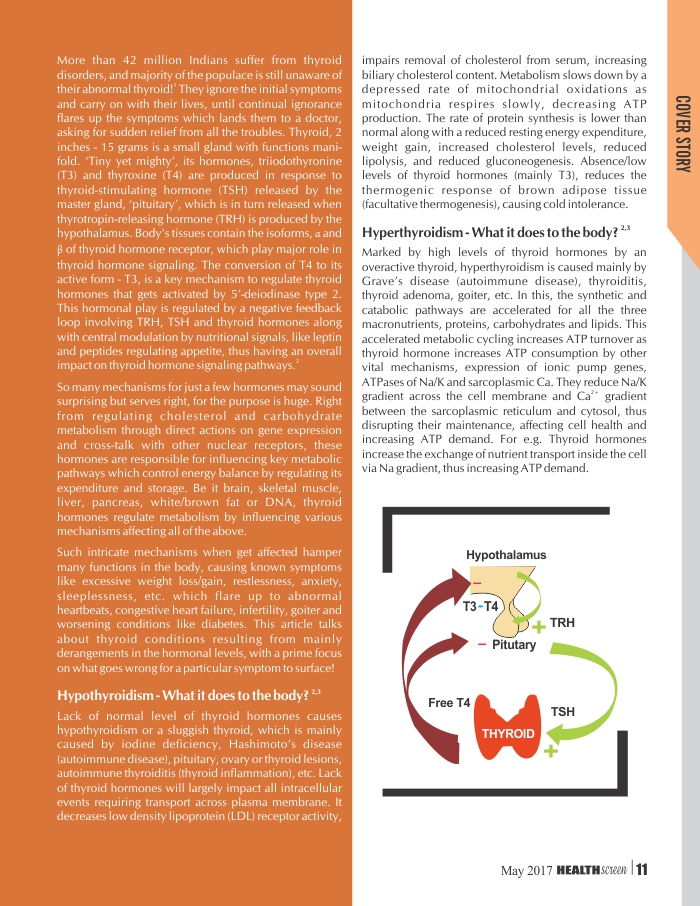 More than 42 million Indians suffer from thyroid
disorders, and majority of the populace is still unaware of
their abnormal thyroid!¹ They ignore the initial symptoms
and carry on with their lives, until continual ignorance
flares up the symptoms which lands them to a doctor,
asking for sudden relief from all the troubles. Thyroid, 2
inches - 15 grams is a small gland with functions mani-
fold. ‘Tiny yet mighty’, its hormones, triiodothyronine
(T3) and thyroxine (T4) are produced in response to
thyroid-stimulating hormone (TSH) released by the
master gland, ‘pituitary’, which is in turn released when
thyrotropin-releasing hormone (TRH) is produced by the
hypothalamus. Body’s tissues contain the isoforms, α and
β of thyroid hormone receptor, which play major role in
thyroid hormone signaling. The conversion of T4 to its
active form - T3, is a key mechanism to regulate thyroid
hormones that gets activated by 5’-deiodinase type 2.
This hormonal play is regulated by a negative feedback
loop involving TRH, TSH and thyroid hormones along
with central modulation by nutritional signals, like leptin
and peptides regulating appetite, thus having an overall
impact on thyroid hormone signaling pathways.²
So many mechanisms for just a few hormones may sound
surprising but serves right, for the purpose is huge. Right
from regulating cholesterol and carbohydrate
metabolism through direct actions on gene expression
and cross-talk with other nuclear receptors, these
hormones are responsible for influencing key metabolic
pathways which control energy balance by regulating its
expenditure and storage. Be it brain, skeletal muscle,
liver, pancreas, white/brown fat or DNA, thyroid
hormones regulate metabolism by influencing various
mechanisms affecting all of the above.
Such intricate mechanisms when get affected hamper
many functions in the body, causing known symptoms
like excessive weight loss/gain, restlessness, anxiety,
sleeplessness, etc. which flare up to abnormal
heartbeats, congestive heart failure, infertility, goiter and
worsening conditions like diabetes. This article talks
about thyroid conditions resulting from mainly
derangements in the hormonal levels, with a prime focus
on what goes wrong for a particular symptom to surface!
Hypothyroidism - What it does to the body? ²,³
Lack of normal level of thyroid hormones causes
hypothyroidism or a sluggish thyroid, which is mainly
caused by iodine deficiency, Hashimoto’s disease
(autoimmune disease), pituitary, ovary or thyroid lesions,
autoimmune thyroiditis (thyroid inflammation), etc. Lack
of thyroid hormones will largely impact all intracellular
events requiring transport across plasma membrane. It
decreases low density lipoprotein (LDL) receptor activity,
impairs removal of cholesterol from serum, increasing
biliary cholesterol content. Metabolism slows down by a
depressed rate of mitochondrial oxidations as
mitochondria respires slowly, decreasing ATP
production. The rate of protein synthesis is lower than
normal along with a reduced resting energy expenditure,
weight gain, increased cholesterol levels, reduced
lipolysis, and reduced gluconeogenesis. Absence/low
levels of thyroid hormones (mainly T3), reduces the
thermogenic response of brown adipose tissue
(facultative thermogenesis), causing cold intolerance.
Hyperthyroidism - What it does to the body? ²,³
Marked by high levels of thyroid hormones by an
overactive thyroid, hyperthyroidism is caused mainly by
Grave’s disease (autoimmune disease), thyroiditis,
thyroid adenoma, goiter, etc. In this, the synthetic and
catabolic pathways are accelerated for all the three
macronutrients, proteins, carbohydrates and lipids. This
accelerated metabolic cycling increases ATP turnover as
thyroid hormone increases ATP consumption by other
vital mechanisms, expression of ionic pump genes,
ATPases of Na/K and sarcoplasmic Ca. They reduce Na/K
gradient across the cell membrane and Ca²⁺ gradient
between the sarcoplasmic reticulum and cytosol, thus
disrupting their maintenance, affecting cell health and
increasing ATP demand. For e.g. Thyroid hormones
increase the exchange of nutrient transport inside the cell
via Na gradient, thus increasing ATP demand.
Hypothalamus
–
T3-T4
+ TRH
– Pitutary
Free T4
TSH
THYROID
+
COVER STORY
May 2017 HEALTHscreen | 11